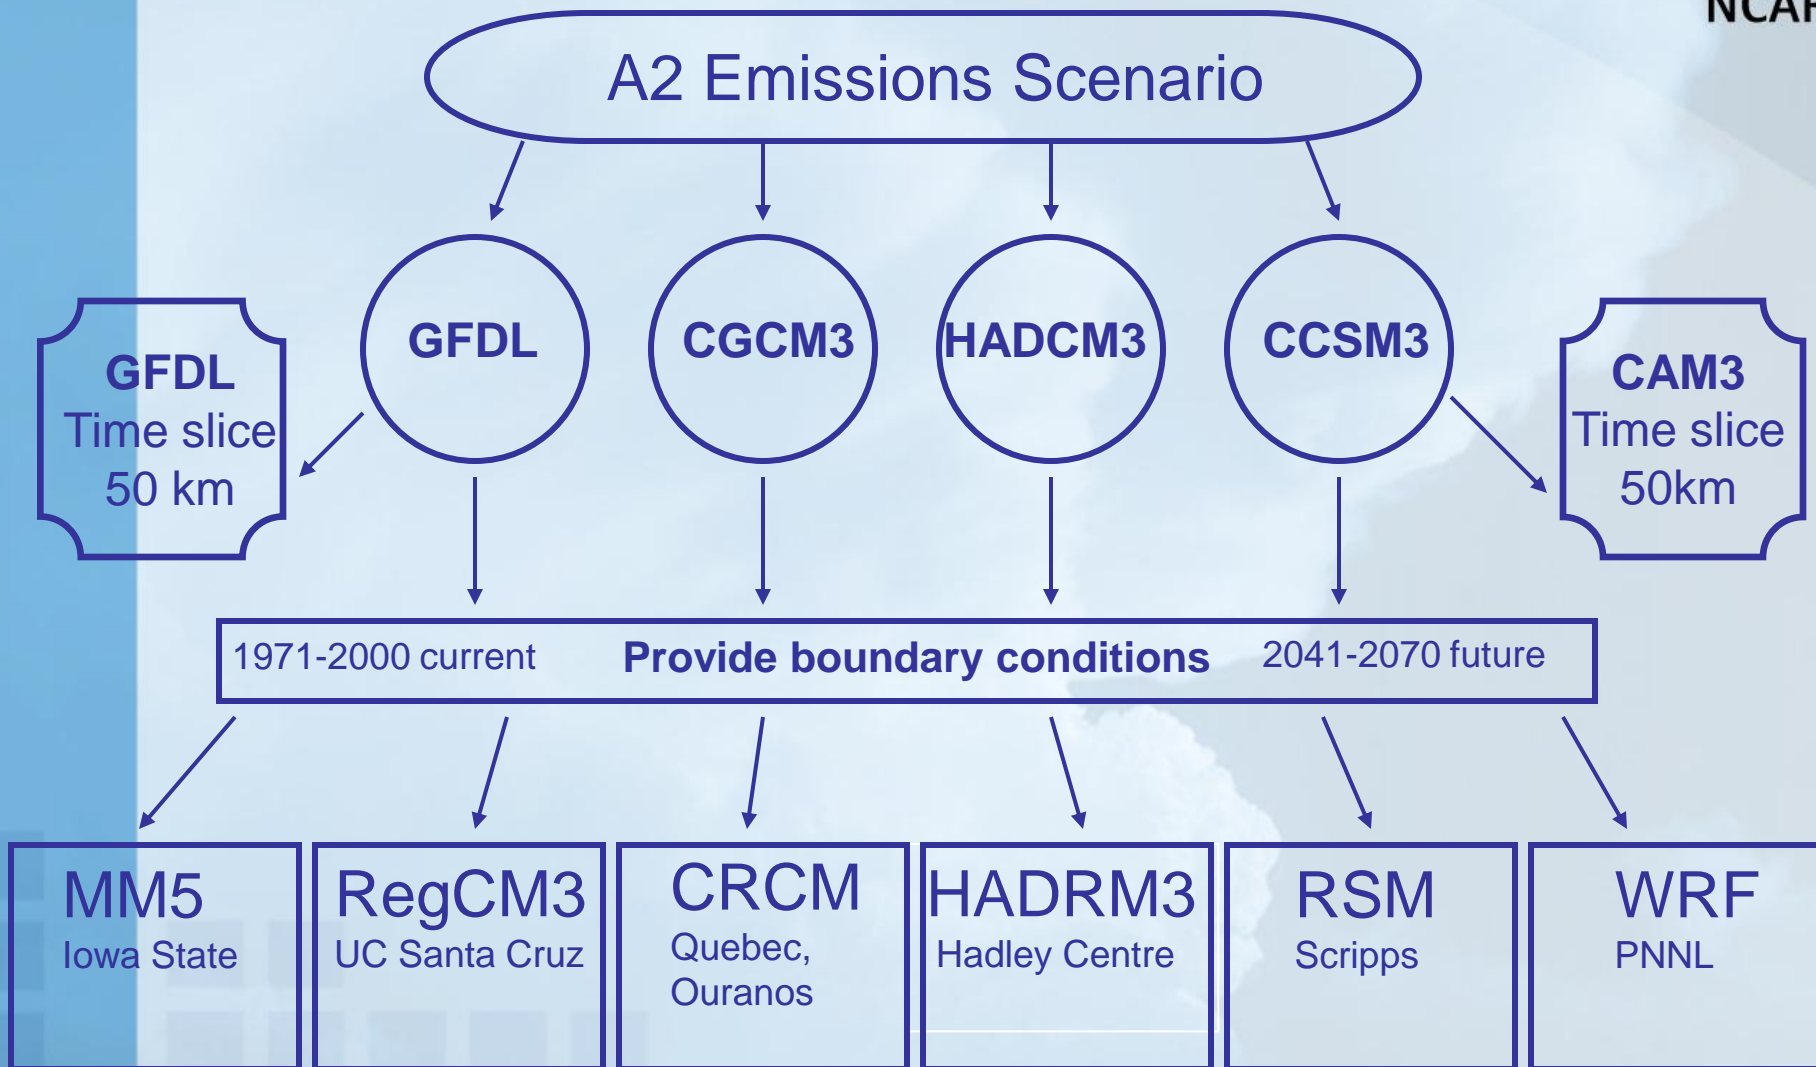 A2 Emissions Scenario
GFDL
CGCM3
HADCM3
CCSM3
GFDL
Time slice
50 km
CAM3
Time slice
50km
1971-2000 current
Provide boundary conditions
2041-2070 future
MM5
Iowa State
RegCM3
UC Santa Cruz
CRCM
Quebec,
Ouranos
HADRM3
Hadley Centre
RSM
Scripps
WRF
PNNL